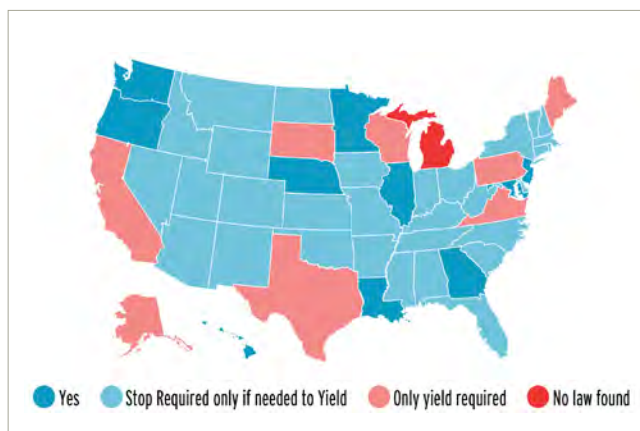 Yes Stop Required only if needed to Yield Only yield required No law found